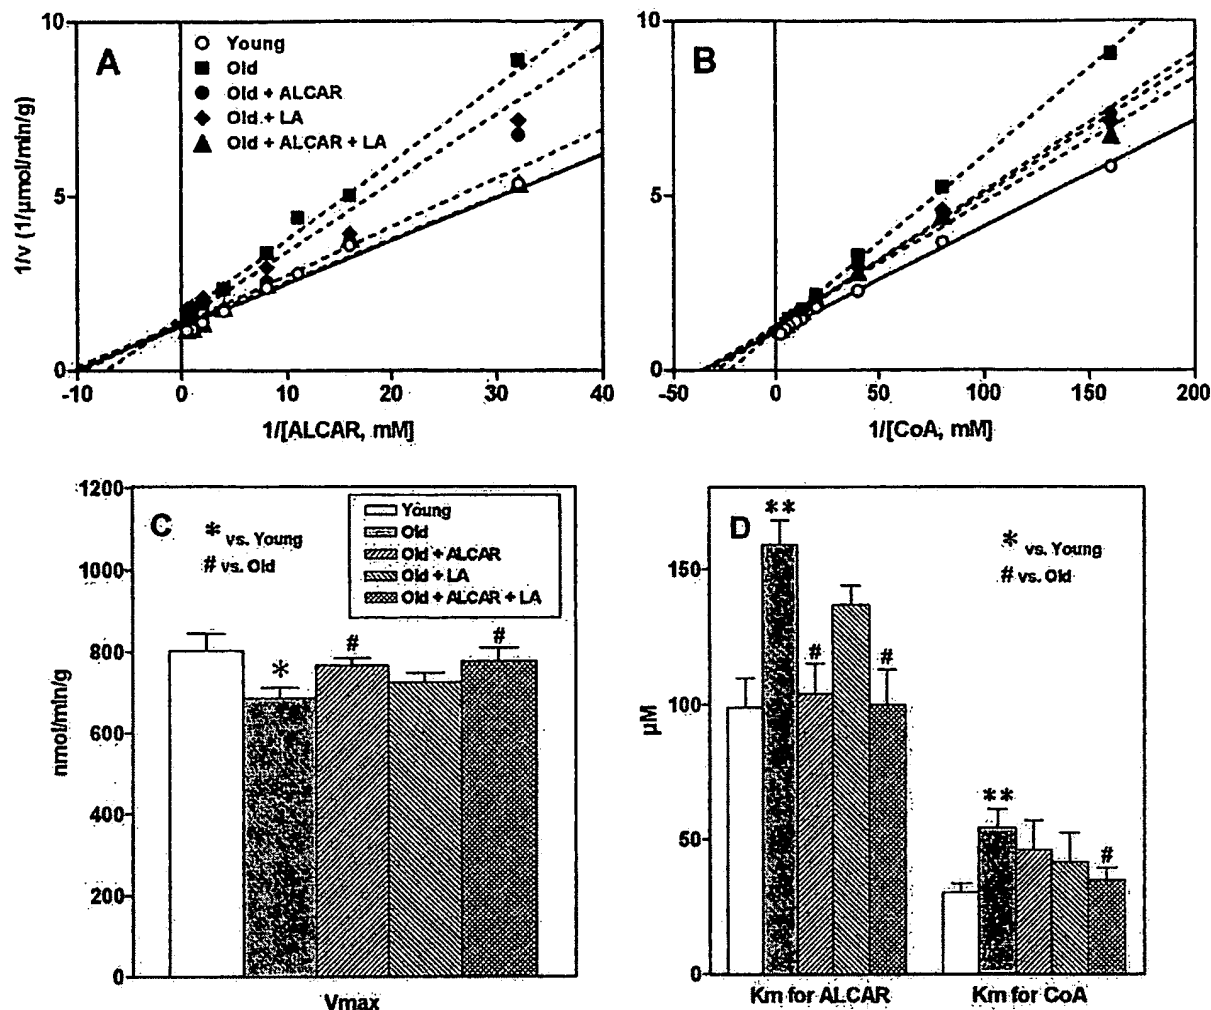 A
Young
Old
Old + ALCAR
Old + LA
Old + ALCAR + LA
10
5
0
-10
0
10
20
30
40
1/v (1/μmol/min/g)
1/[ALCAR, mM]
B
10
5
0
-50
0
50
100
150
200
1/[CoA, mM]
C
* vs. Young
# vs. Old
Young
Old
Old + ALCAR
Old + LA
Old + ALCAR + LA
1200
1000
800
600
400
200
0
nmol/min/g
*
#
#
Vmax
D
* vs. Young
# vs. Old
150
100
50
0
μM
**
#
#
**
#
Km for ALCAR
Km for CoA